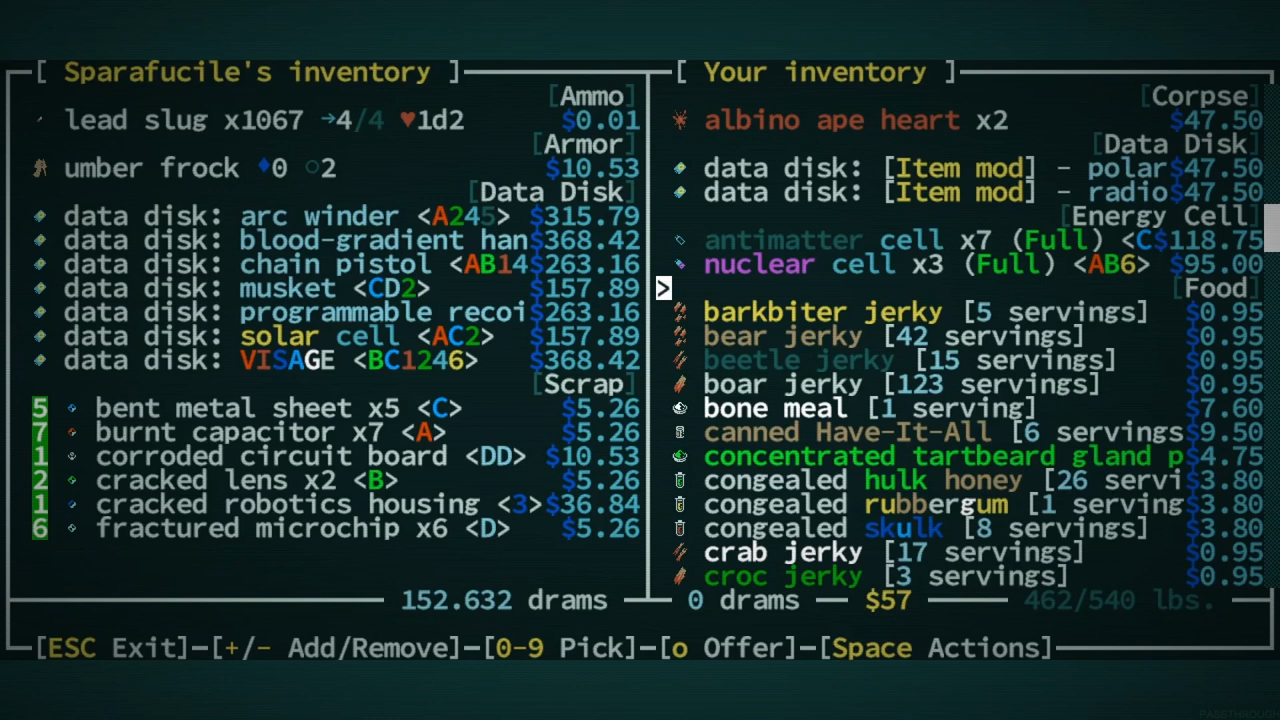 [ Sparafucile's inventory ]
[Ammo]
lead slug x1067 →4/4 ♥1d2 $0.01
[Armor]
umber frock ♦0 ○2 $10.53
[Data Disk]
data disk: arc winder <A245> $315.79
data disk: blood-gradient han$368.42
data disk: chain pistol <AB14$263.16
data disk: musket <CD2> $157.89
data disk: programmable recoi$263.16
data disk: solar cell <AC2> $157.89
data disk: VISAGE <BC1246> $368.42
[Scrap]
5 bent metal sheet x5 <C> $5.26
7 burnt capacitor x7 <A> $5.26
1 corroded circuit board <DD> $10.53
2 cracked lens x2 <B> $5.26
1 cracked robotics housing <3>$36.84
6 fractured microchip x6 <D> $5.26
152.632 drams
[ Your inventory ]
[Corpse]
albino ape heart x2 $47.50
[Data Disk]
data disk: [Item mod] - polar$47.50
data disk: [Item mod] - radio$47.50
[Energy Cell]
antimatter cell x7 (Full) <C$118.75
nuclear cell x3 (Full) <AB6> $95.00
> [Food]
barkbiter jerky [5 servings] $0.95
bear jerky [42 servings] $0.95
beetle jerky [15 servings] $0.95
boar jerky [123 servings] $0.95
bone meal [1 serving] $7.60
canned Have-It-All [6 servings$9.50
concentrated tartbeard gland p$4.75
congealed hulk honey [26 servi$3.80
congealed rubbergum [1 serving$3.80
congealed skulk [8 servings] $3.80
crab jerky [17 servings] $0.95
croc jerky [3 servings] $0.95
0 drams $57 462/540 lbs.
[ESC Exit]-[+/- Add/Remove]-[0-9 Pick]-[o Offer]-[Space Actions]